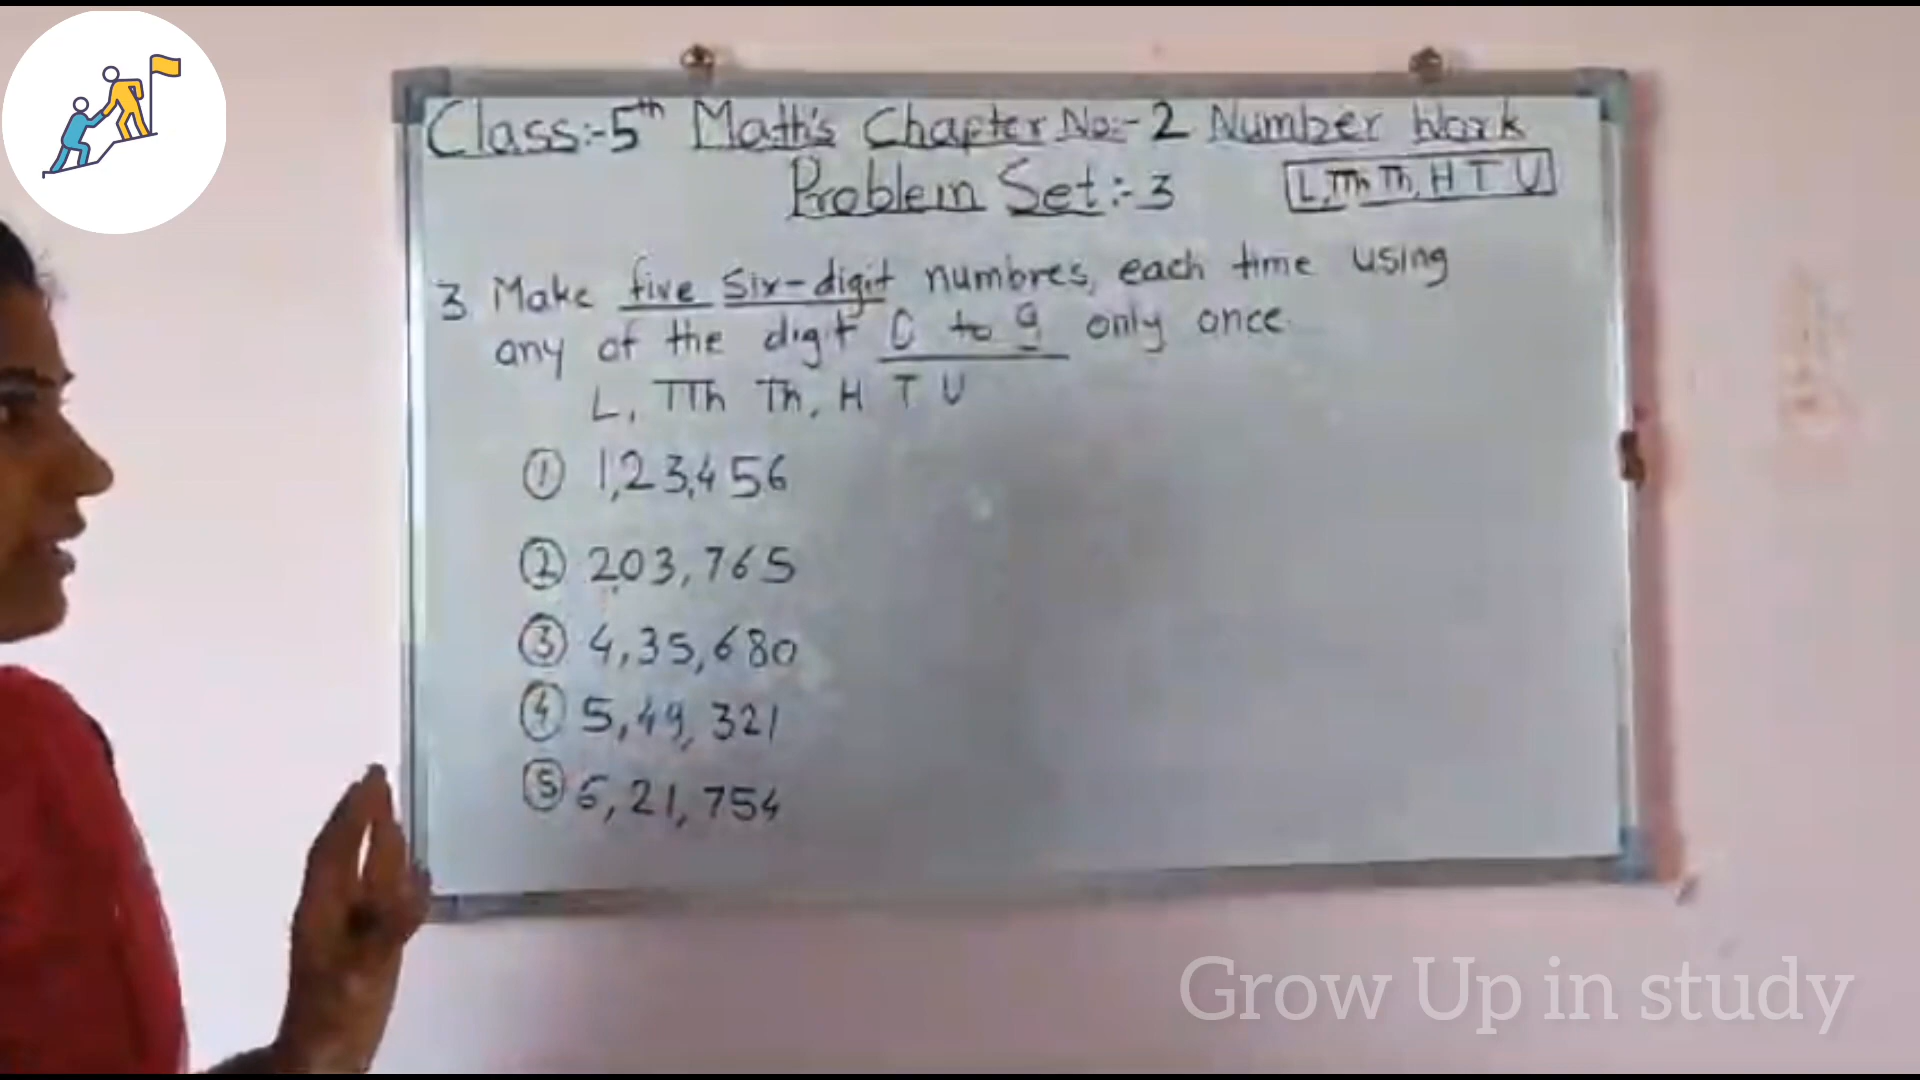 Class:-5th Math's Chapter No:-2 Number Work
Problem Set:-3
L, TTh Th, H T U
3 Make five six-digit numbres, each time using
any of the digit 0 to 9 only once.
L, TTh Th, H T U
① 1,23,456
② 2,03,765
③ 4,35,680
④ 5,49,321
⑤ 6,21,754
Grow Up in study